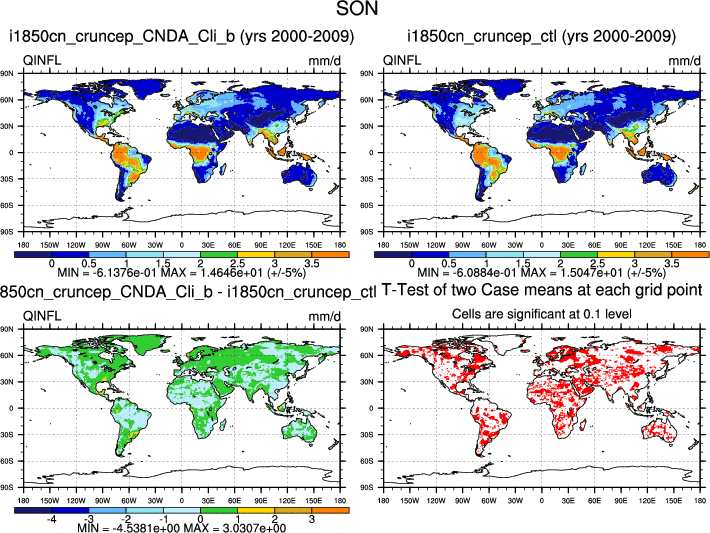 SON
i1850cn_cruncep_CNDA_Cli_b (yrs 2000-2009)
i1850cn_cruncep_ctl (yrs 2000-2009)
QINFL mm/d
QINFL mm/d
90N
60N
30N
0
30S
60S
90S
180 150W 120W 90W 60W 30W 0 30E 60E 90E 120E 150E 180
90N
60N
30N
0
30S
60S
90S
180 150W 120W 90W 60W 30W 0 30E 60E 90E 120E 150E 180
0 0.5 1 1.5 2 2.5 3 3.5
MIN = -6.1376e-01 MAX = 1.4646e+01 (+/-5%)
0 0.5 1 1.5 2 2.5 3 3.5
MIN = -6.0884e-01 MAX = 1.5047e+01 (+/-5%)
850cn_cruncep_CNDA_Cli_b - i1850cn_cruncep_ctl
T-Test of two Case means at each grid point
QINFL mm/d
Cells are significant at 0.1 level
90N
60N
30N
0
30S
60S
90S
180 150W 120W 90W 60W 30W 0 30E 60E 90E 120E 150E 180
90N
60N
30N
0
30S
60S
90S
180 150W 120W 90W 60W 30W 0 30E 60E 90E 120E 150E 180
-4 -3 -2 -1 0 1 2 3
MIN = -4.5381e+00 MAX = 3.0307e+00